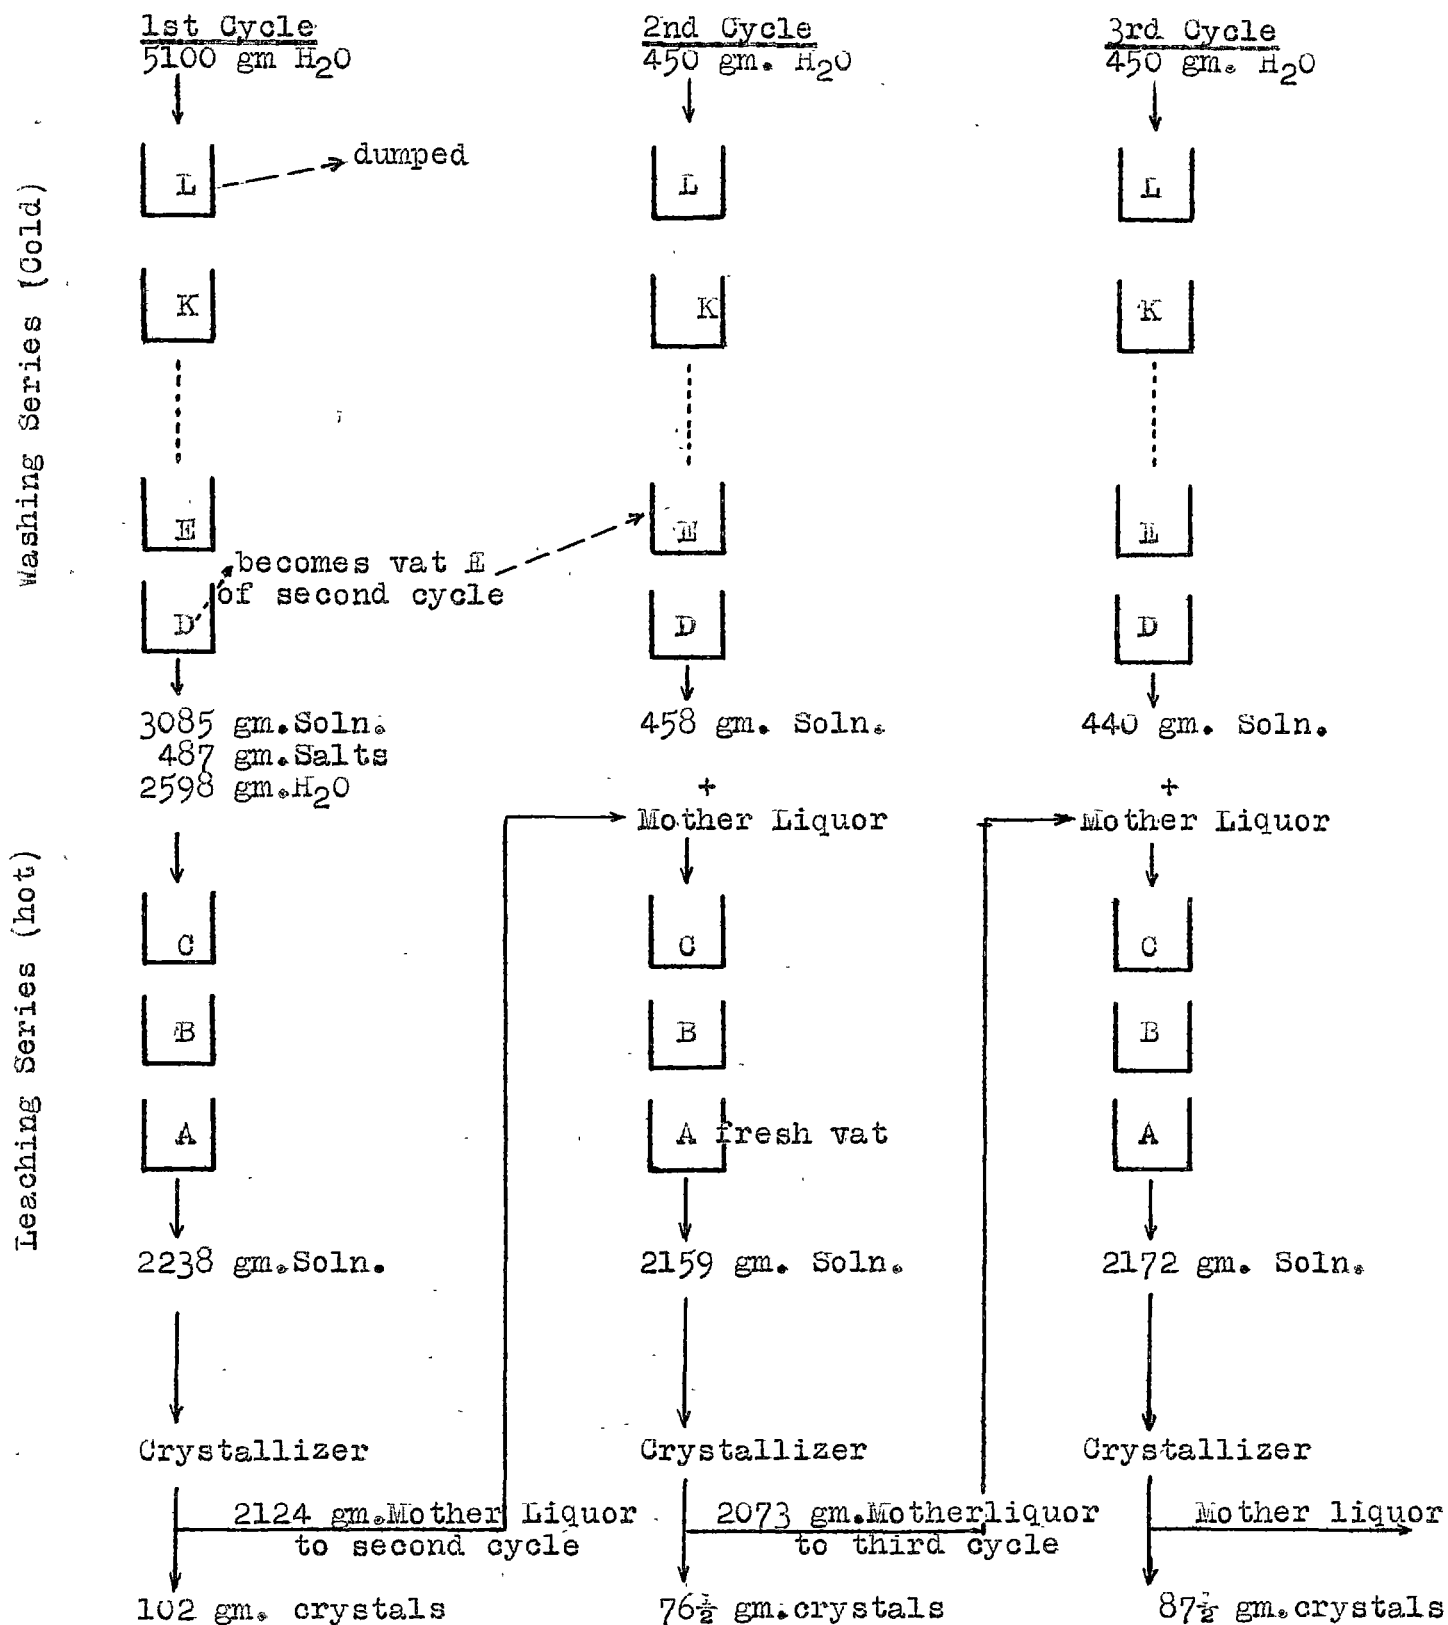 1st Cycle
5100 gm H2O
L
dumped
K
E
becomes vat E
of second cycle
D
3085 gm.Soln.
487 gm.Salts
2598 gm.H2O
C
B
A
2238 gm.Soln.
Crystallizer
2124 gm.Mother Liquor
to second cycle
102 gm. crystals
2nd Cycle
450 gm. H2O
L
K
E
D
458 gm. Soln.
+
Mother Liquor
C
B
A fresh vat
2159 gm. Soln.
Crystallizer
2073 gm.Motherliquor
to third cycle
76½ gm.crystals
3rd Cycle
450 gm. H2O
L
K
E
D
440 gm. Soln.
+
Mother Liquor
C
B
A
2172 gm. Soln.
Crystallizer
Mother liquor
87½ gm.crystals
Washing Series (Cold)
Leaching Series (hot)